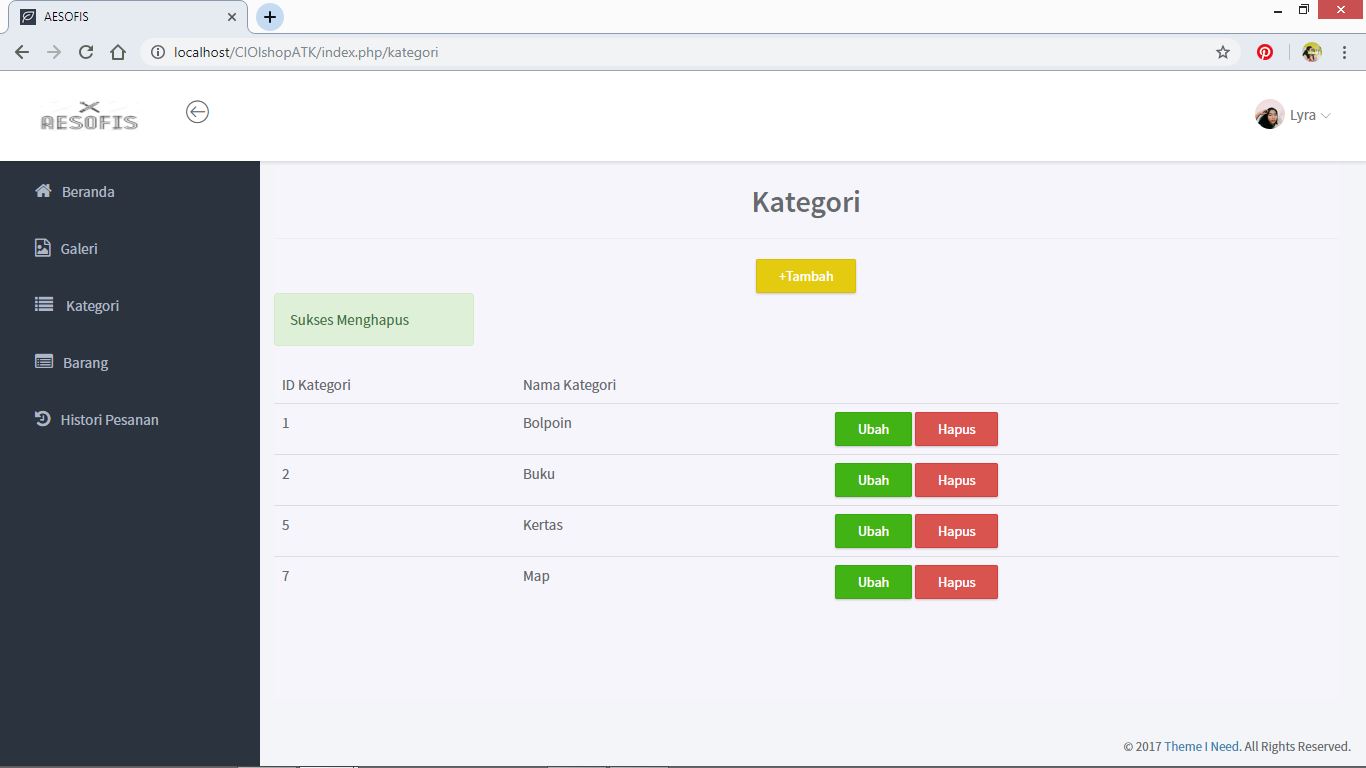 AESOFIS
localhost/CIOlshopATK/index.php/kategori
AESOFIS
Lyra
Beranda
Galeri
Kategori
Barang
Histori Pesanan
Kategori
+Tambah
Sukses Menghapus
ID Kategori Nama Kategori
1 Bolpoin Ubah Hapus
2 Buku Ubah Hapus
5 Kertas Ubah Hapus
7 Map Ubah Hapus
© 2017 Theme I Need. All Rights Reserved.